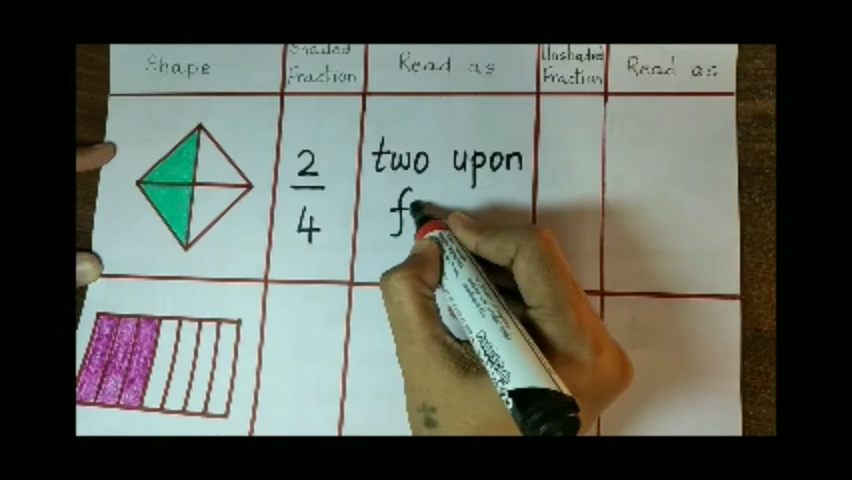 Shape
Shaded
Fraction
Read as
Unshaded
Fraction
Read as
2
4
two upon
f